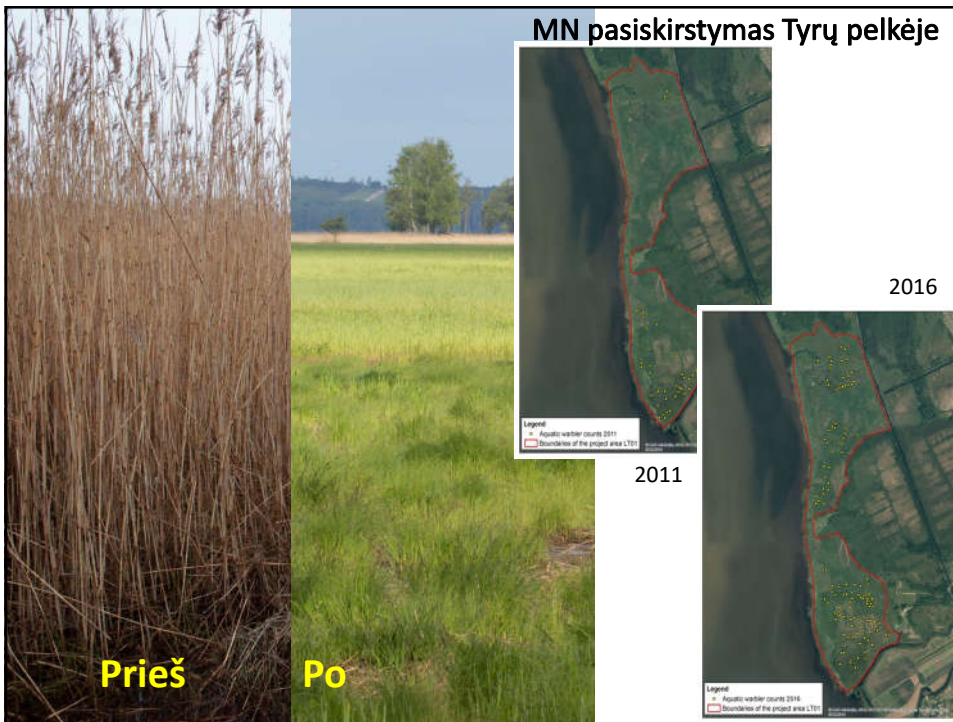 MN pasiskirstymas Tyrų pelkėje
Legend
Aquatic warbler counts 2011
Boundaries of the project area LT01
2011
2016
Legend
Aquatic warbler counts 2016
Boundaries of the project area LT01
Prieš
Po